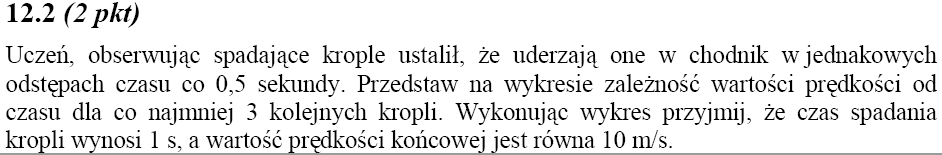 12.2 (2 pkt)
Uczeń, obserwując spadające krople ustalił, że uderzają one w chodnik w jednakowych
odstępach czasu co 0,5 sekundy. Przedstaw na wykresie zależność wartości prędkości od
czasu dla co najmniej 3 kolejnych kropli. Wykonując wykres przyjmij, że czas spadania
kropli wynosi 1 s, a wartość prędkości końcowej jest równa 10 m/s.